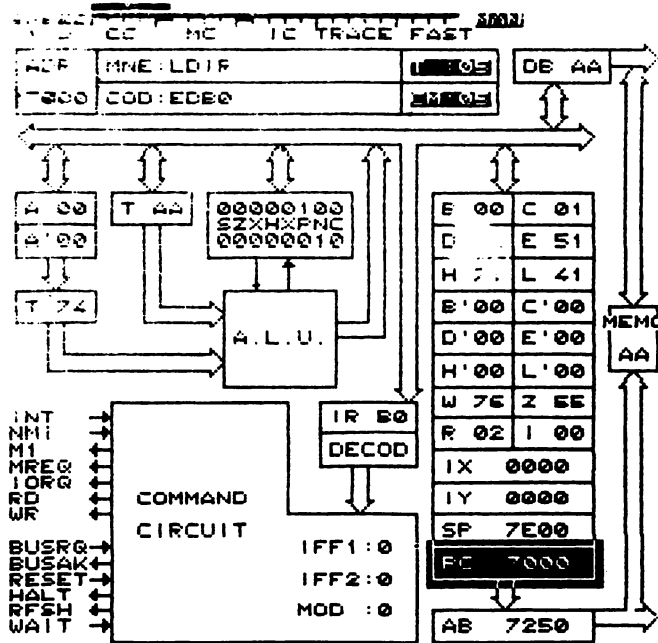 CC MC IC TRACE FAST
ADR MNE:LDIR DB AA
7000 COD:EDB0
A 00 T AA 00000100 B 00 C 01
A'00 SZXHXPNC D E 51
00000010 H L 41
T 74 B'00 C'00
A.L.U. D'00 E'00 MEMO
H'00 L'00 AA
W 76 Z 55
INT IR B0 R 02 I 00
NMI DECOD IX 0000
M1 IY 0000
MREQ COMMAND SP 7E00
IORQ CIRCUIT PC 7000
RD
WR
BUSRQ IFF1:0
BUSAK
RESET IFF2:0
HALT
RFSH MOD :0
WAIT AB 7250